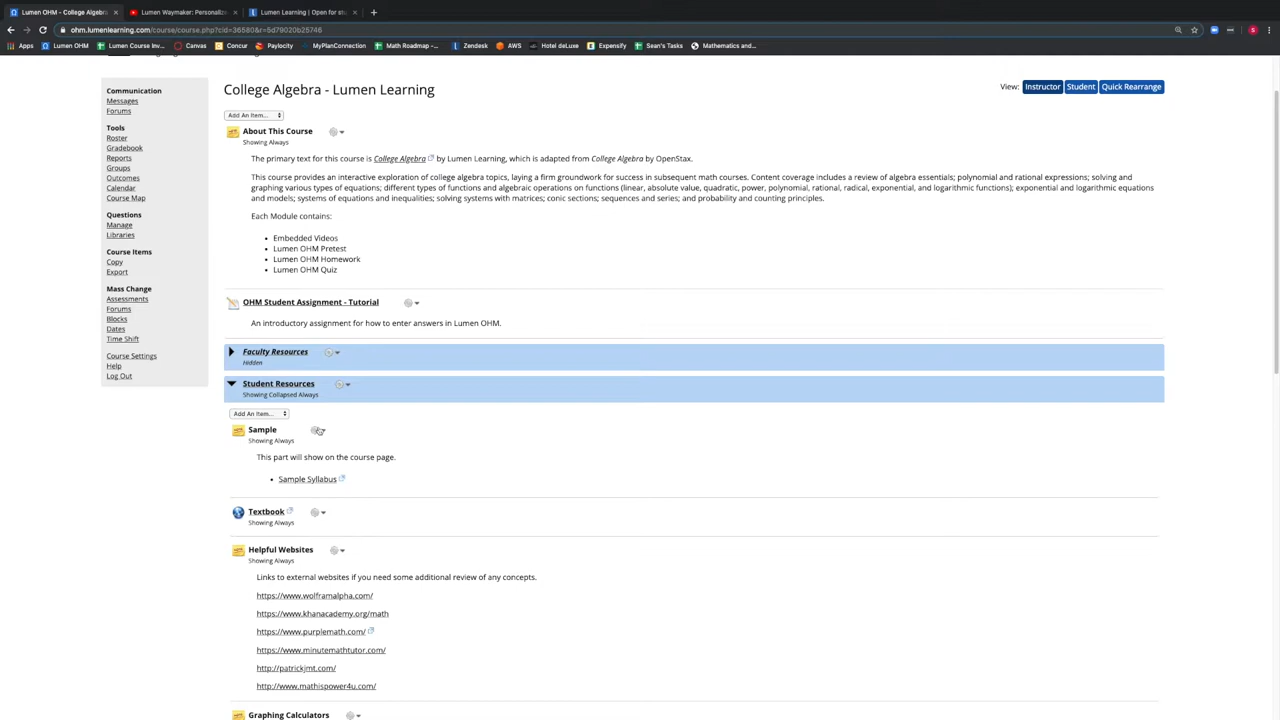 Lumen OHM - College Algebra
Lumen Waymaker: Personaliz
Lumen Learning | Open for stu
ohm.lumenlearning.com/course/course.php?cid=36580&r=5d79020b25746
Apps
Lumen OHM
Lumen Course Inv...
Canvas
Concur
Paylocity
MyPlanConnection
Math Roadmap -...
Zendesk
AWS
Hotel deLuxe
Expensify
Sean's Tasks
Mathematics and...
Communication
Messages
Forums
Tools
Roster
Gradebook
Reports
Groups
Outcomes
Calendar
Course Map
Questions
Manage
Libraries
Course Items
Copy
Export
Mass Change
Assessments
Forums
Blocks
Dates
Time Shift
Course Settings
Help
Log Out
College Algebra - Lumen Learning
View: Instructor Student Quick Rearrange
Add An Item...
About This Course
Showing Always
The primary text for this course is College Algebra by Lumen Learning, which is adapted from College Algebra by OpenStax.
This course provides an interactive exploration of college algebra topics, laying a firm groundwork for success in subsequent math courses. Content coverage includes a review of algebra essentials; polynomial and rational expressions; solving and
graphing various types of equations; different types of functions and algebraic operations on functions (linear, absolute value, quadratic, power, polynomial, rational, radical, exponential, and logarithmic functions); exponential and logarithmic equations
and models; systems of equations and inequalities; solving systems with matrices; conic sections; sequences and series; and probability and counting principles.
Each Module contains:
• Embedded Videos
• Lumen OHM Pretest
• Lumen OHM Homework
• Lumen OHM Quiz
OHM Student Assignment - Tutorial
An introductory assignment for how to enter answers in Lumen OHM.
Faculty Resources
Hidden
Student Resources
Showing Collapsed Always
Add An Item...
Sample
Showing Always
This part will show on the course page.
• Sample Syllabus
Textbook
Showing Always
Helpful Websites
Showing Always
Links to external websites if you need some additional review of any concepts.
https://www.wolframalpha.com/
https://www.khanacademy.org/math
https://www.purplemath.com/
https://www.minutemathtutor.com/
http://patrickjmt.com/
http://www.mathispower4u.com/
Graphing Calculators